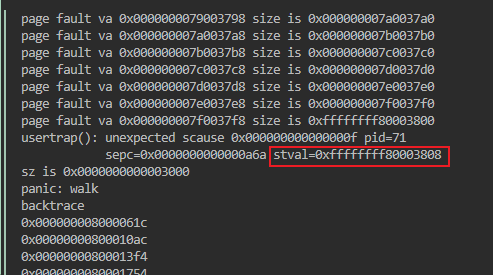 page fault va 0x0000000079003798 size is 0x000000007a0037a0
page fault va 0x000000007a0037a8 size is 0x000000007b0037b0
page fault va 0x000000007b0037b8 size is 0x000000007c0037c0
page fault va 0x000000007c0037c8 size is 0x000000007d0037d0
page fault va 0x000000007d0037d8 size is 0x000000007e0037e0
page fault va 0x000000007e0037e8 size is 0x000000007f0037f0
page fault va 0x000000007f0037f8 size is 0xffffffff80003800
usertrap(): unexpected scause 0x000000000000000f pid=71
sepc=0x0000000000000a6a stval=0xffffffff80003808
sz is 0x0000000000003000
panic: walk
backtrace
0x000000008000061c
0x00000000800010ac
0x00000000800013f4
0x0000000080001754